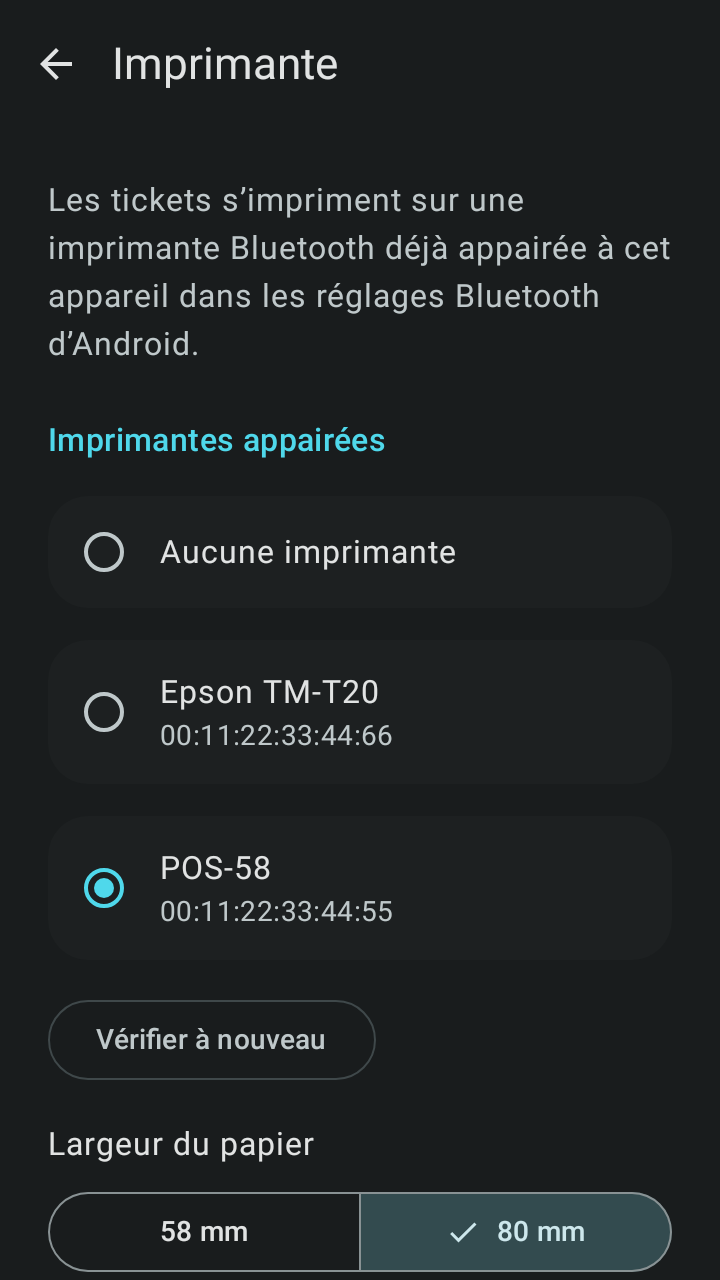 Imprimante
Les tickets s’impriment sur une
imprimante Bluetooth déjà appairée à cet
appareil dans les réglages Bluetooth
d’Android.
Imprimantes appairées
Aucune imprimante
Epson TM-T20
00:11:22:33:44:66
POS-58
00:11:22:33:44:55
Vérifier à nouveau
Largeur du papier
58 mm
80 mm